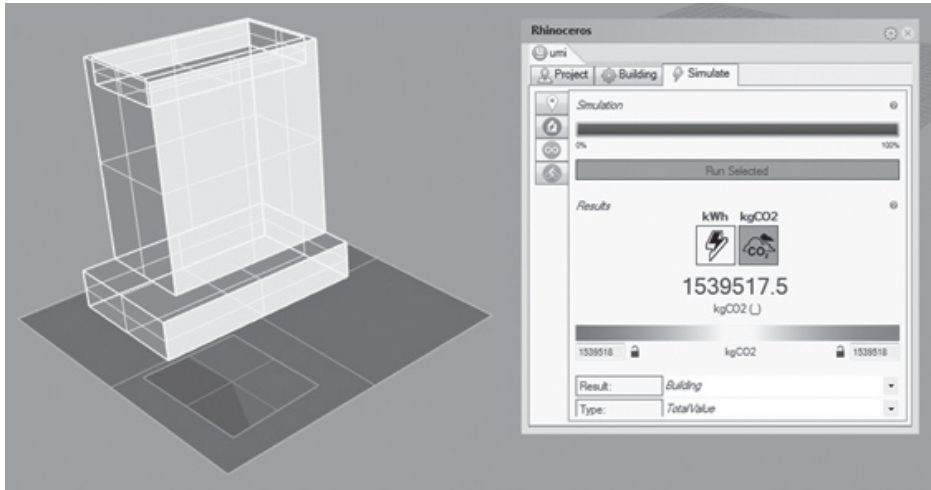 Rhinoceros
umi
Project Building Simulate
Simulation
0% 100%
Run Selected
Results
kWh kgCO2
CO2
1539517.5
kgCO2 (_)
1539518 kgCO2 1539518
Result: Building
Type: TotalValue